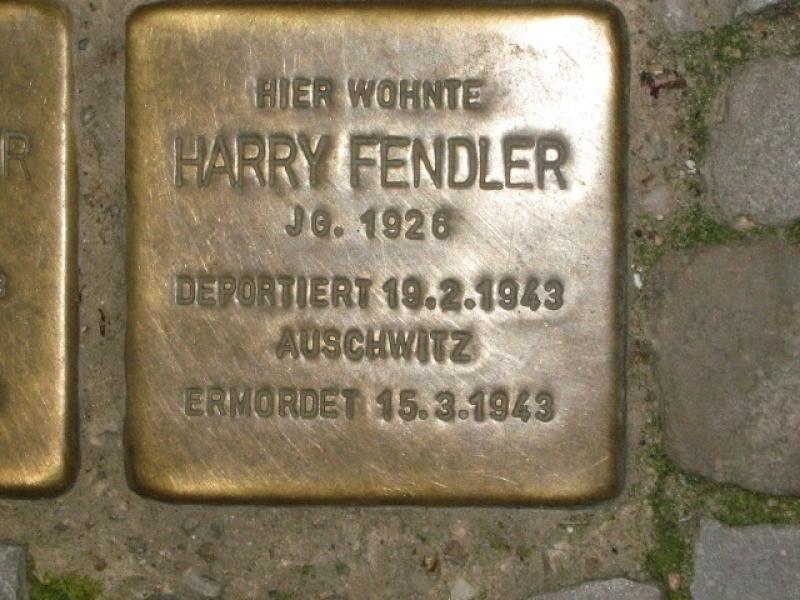 HIER WOHNTE
HARRY FENDLER
JG. 1926
DEPORTIERT 19.2.1943
AUSCHWITZ
ERMORDET 15.3.1943